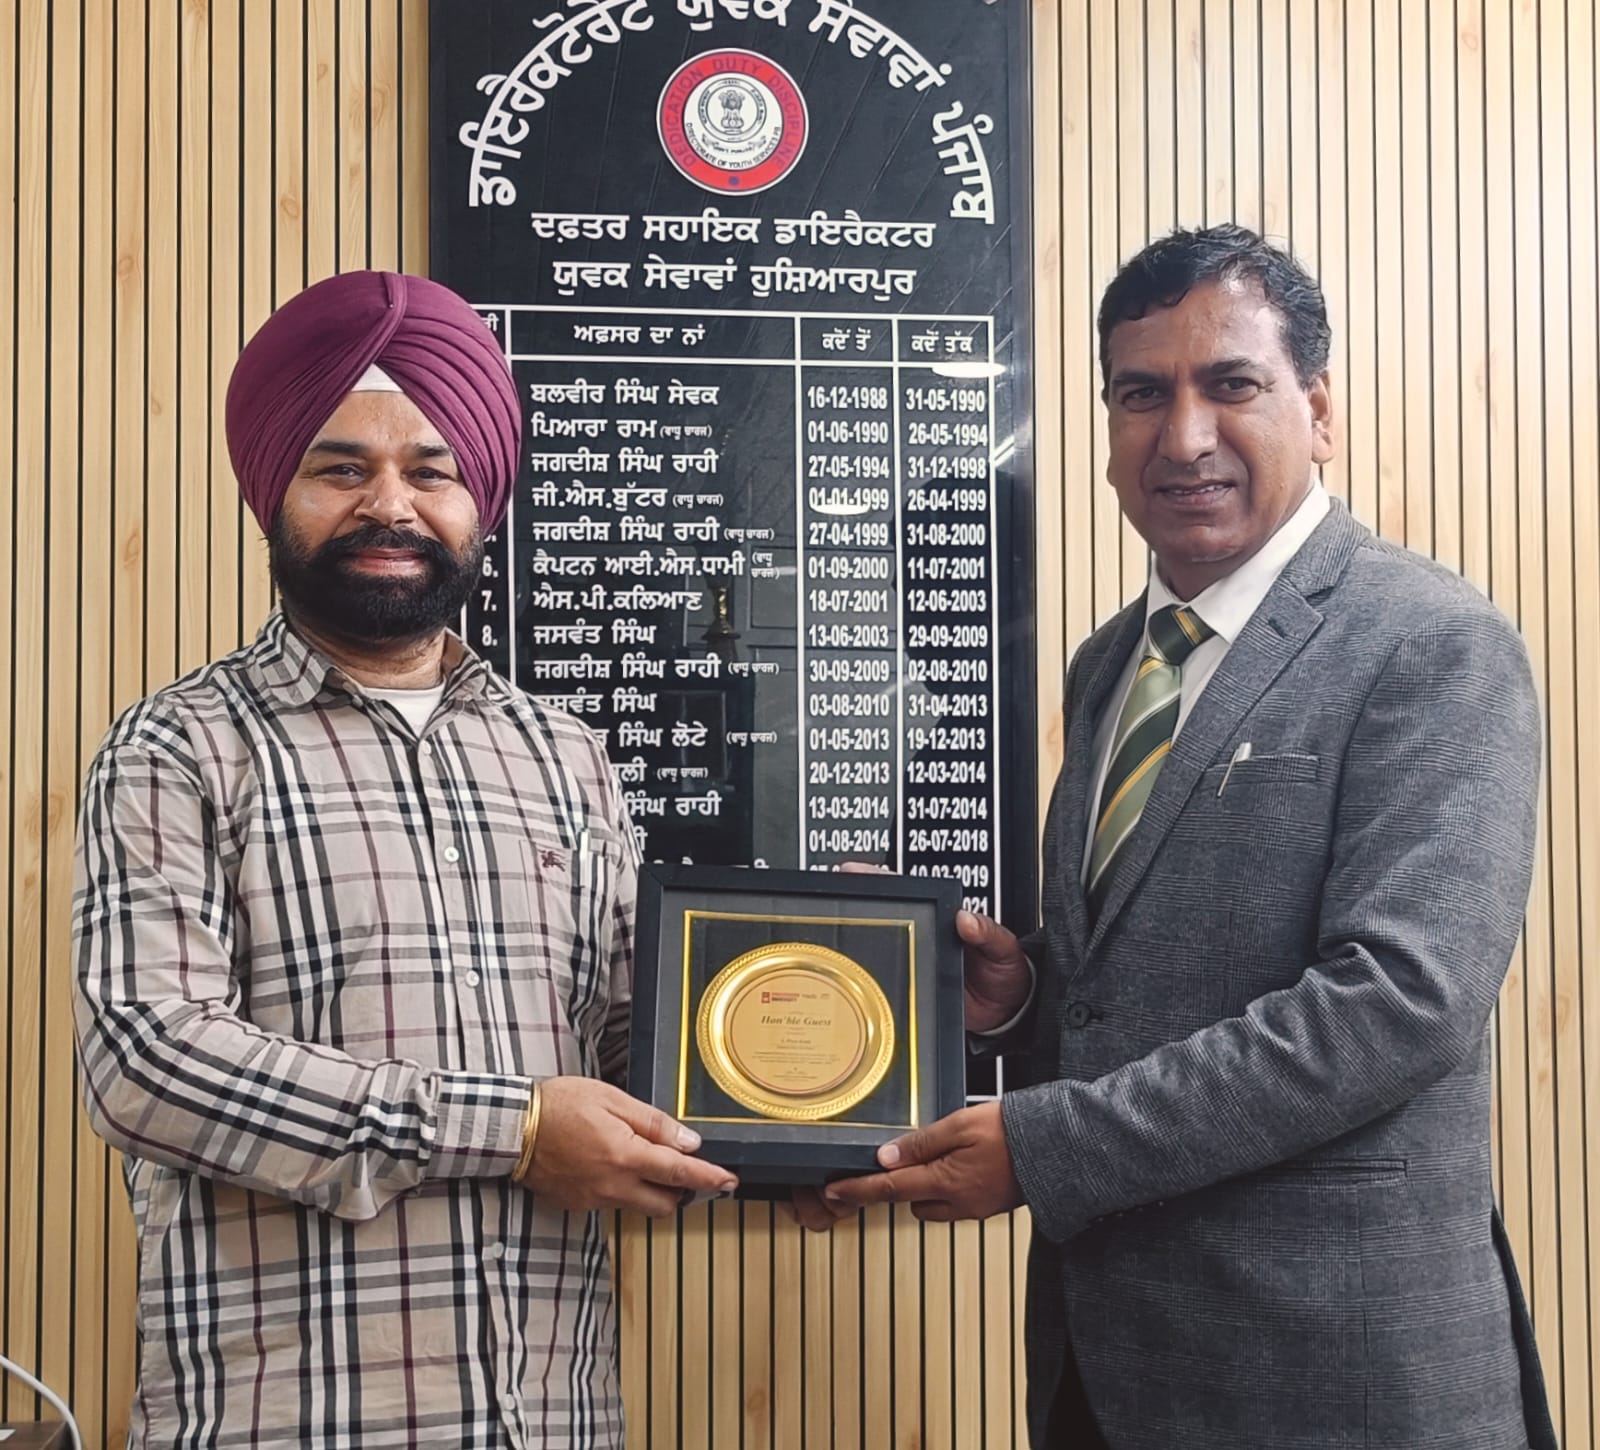 ਡਾਇਰੈਕਟੋਰੇਟ ਯੁਵਕ ਸੇਵਾਵਾਂ ਪੰਜਾਬ
DEDICATION DUTY DISCIPLINE
DIRECTORATE OF YOUTH SERVICES PB
ਦਫ਼ਤਰ ਸਹਾਇਕ ਡਾਇਰੈਕਟਰ
ਯੁਵਕ ਸੇਵਾਵਾਂ ਹੁਸ਼ਿਆਰਪੁਰ
ਅਫ਼ਸਰ ਦਾ ਨਾਂ ਕਦੋਂ ਤੋਂ ਕਦੋਂ ਤੱਕ
ਬਲਵੀਰ ਸਿੰਘ ਸੇਵਕ 16-12-1988 31-05-1990
ਪਿਆਰਾ ਰਾਮ (ਵਾਧੂ ਚਾਰਜ) 01-06-1990 26-05-1994
ਜਗਦੀਸ਼ ਸਿੰਘ ਰਾਹੀ 27-05-1994 31-12-1998
ਜੀ.ਐਸ.ਬੁੱਟਰ (ਵਾਧੂ ਚਾਰਜ) 01-01-1999 26-04-1999
ਜਗਦੀਸ਼ ਸਿੰਘ ਰਾਹੀ (ਵਾਧੂ ਚਾਰਜ) 27-04-1999 31-08-2000
6. ਕੈਪਟਨ ਆਈ.ਐਸ.ਧਾਮੀ (ਵਾਧੂ ਚਾਰਜ) 01-09-2000 11-07-2001
7. ਐਸ.ਪੀ.ਕਲਿਆਣ 18-07-2001 12-06-2003
8. ਜਸਵੰਤ ਸਿੰਘ 13-06-2003 29-09-2009
ਜਗਦੀਸ਼ ਸਿੰਘ ਰਾਹੀ (ਵਾਧੂ ਚਾਰਜ) 30-09-2009 02-08-2010
ਸਿੰਘ 03-08-2010 31-04-2013
ਸਿੰਘ ਲੋਟੇ (ਵਾਧੂ ਚਾਰਜ) 01-05-2013 19-12-2013
(ਵਾਧੂ ਚਾਰਜ) 20-12-2013 12-03-2014
ਸਿੰਘ ਰਾਹੀ 13-03-2014 31-07-2014
01-08-2014 26-07-2018
Hon'ble Guest